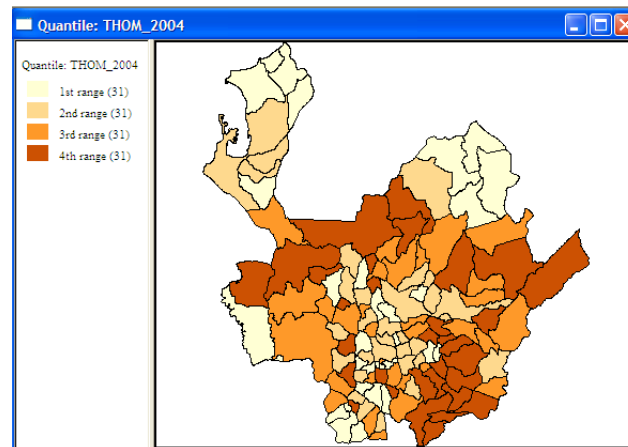 Quantile: THOM_2004
Quantile: THOM_2004
1st range (31)
2nd range (31)
3rd range (31)
4th range (31)